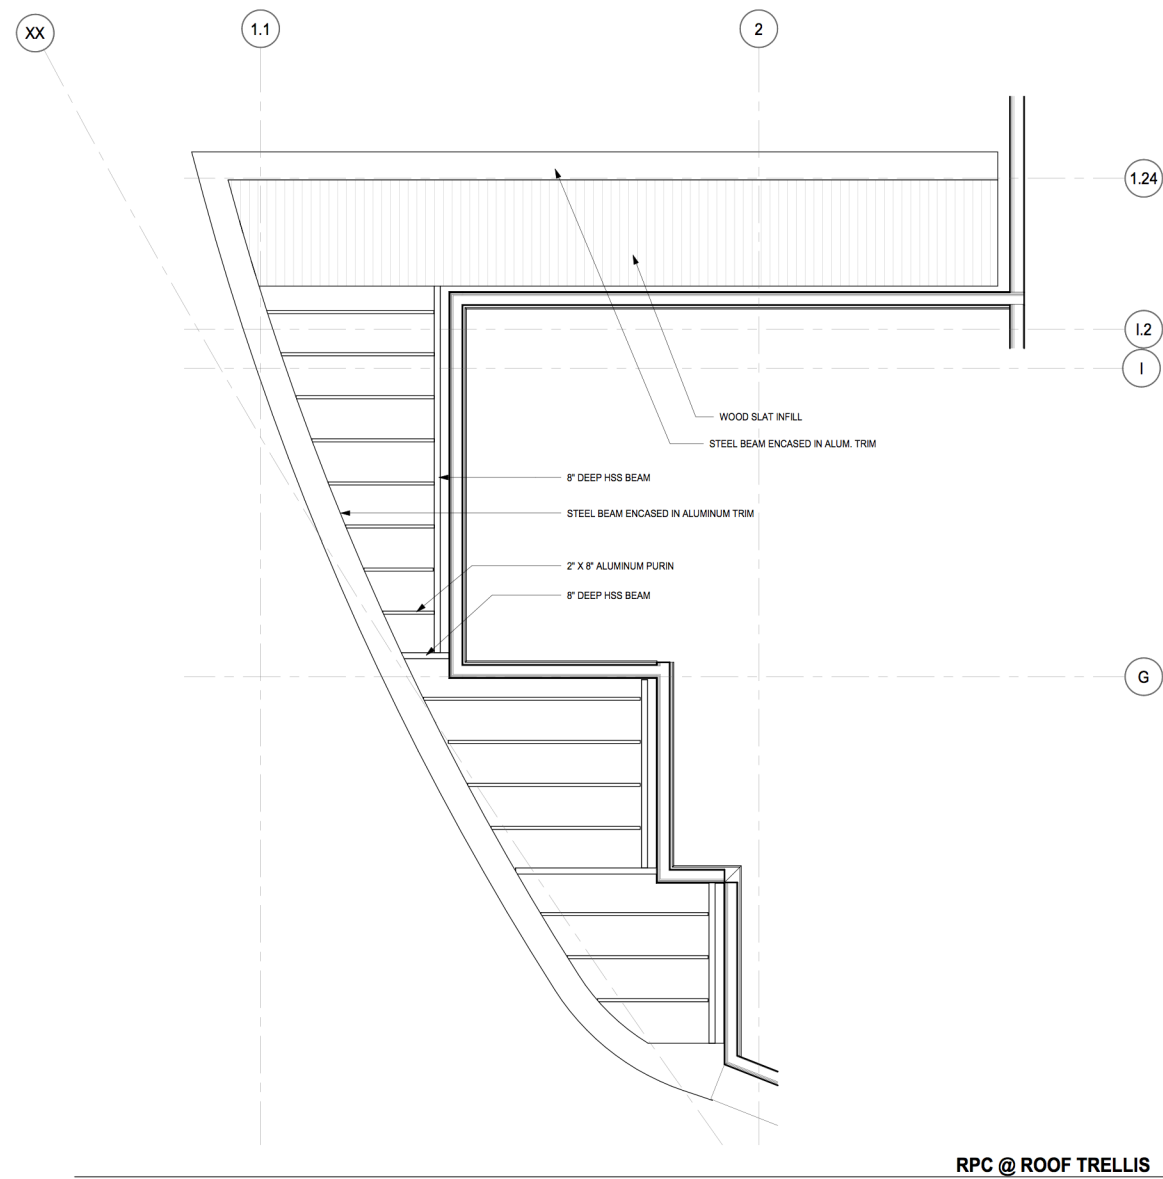 XX
1.1
2
1.24
I.2
I
WOOD SLAT INFILL
STEEL BEAM ENCASED IN ALUM. TRIM
8" DEEP HSS BEAM
STEEL BEAM ENCASED IN ALUMINUM TRIM
2" X 8" ALUMINUM PURIN
8" DEEP HSS BEAM
G
RPC @ ROOF TRELLIS